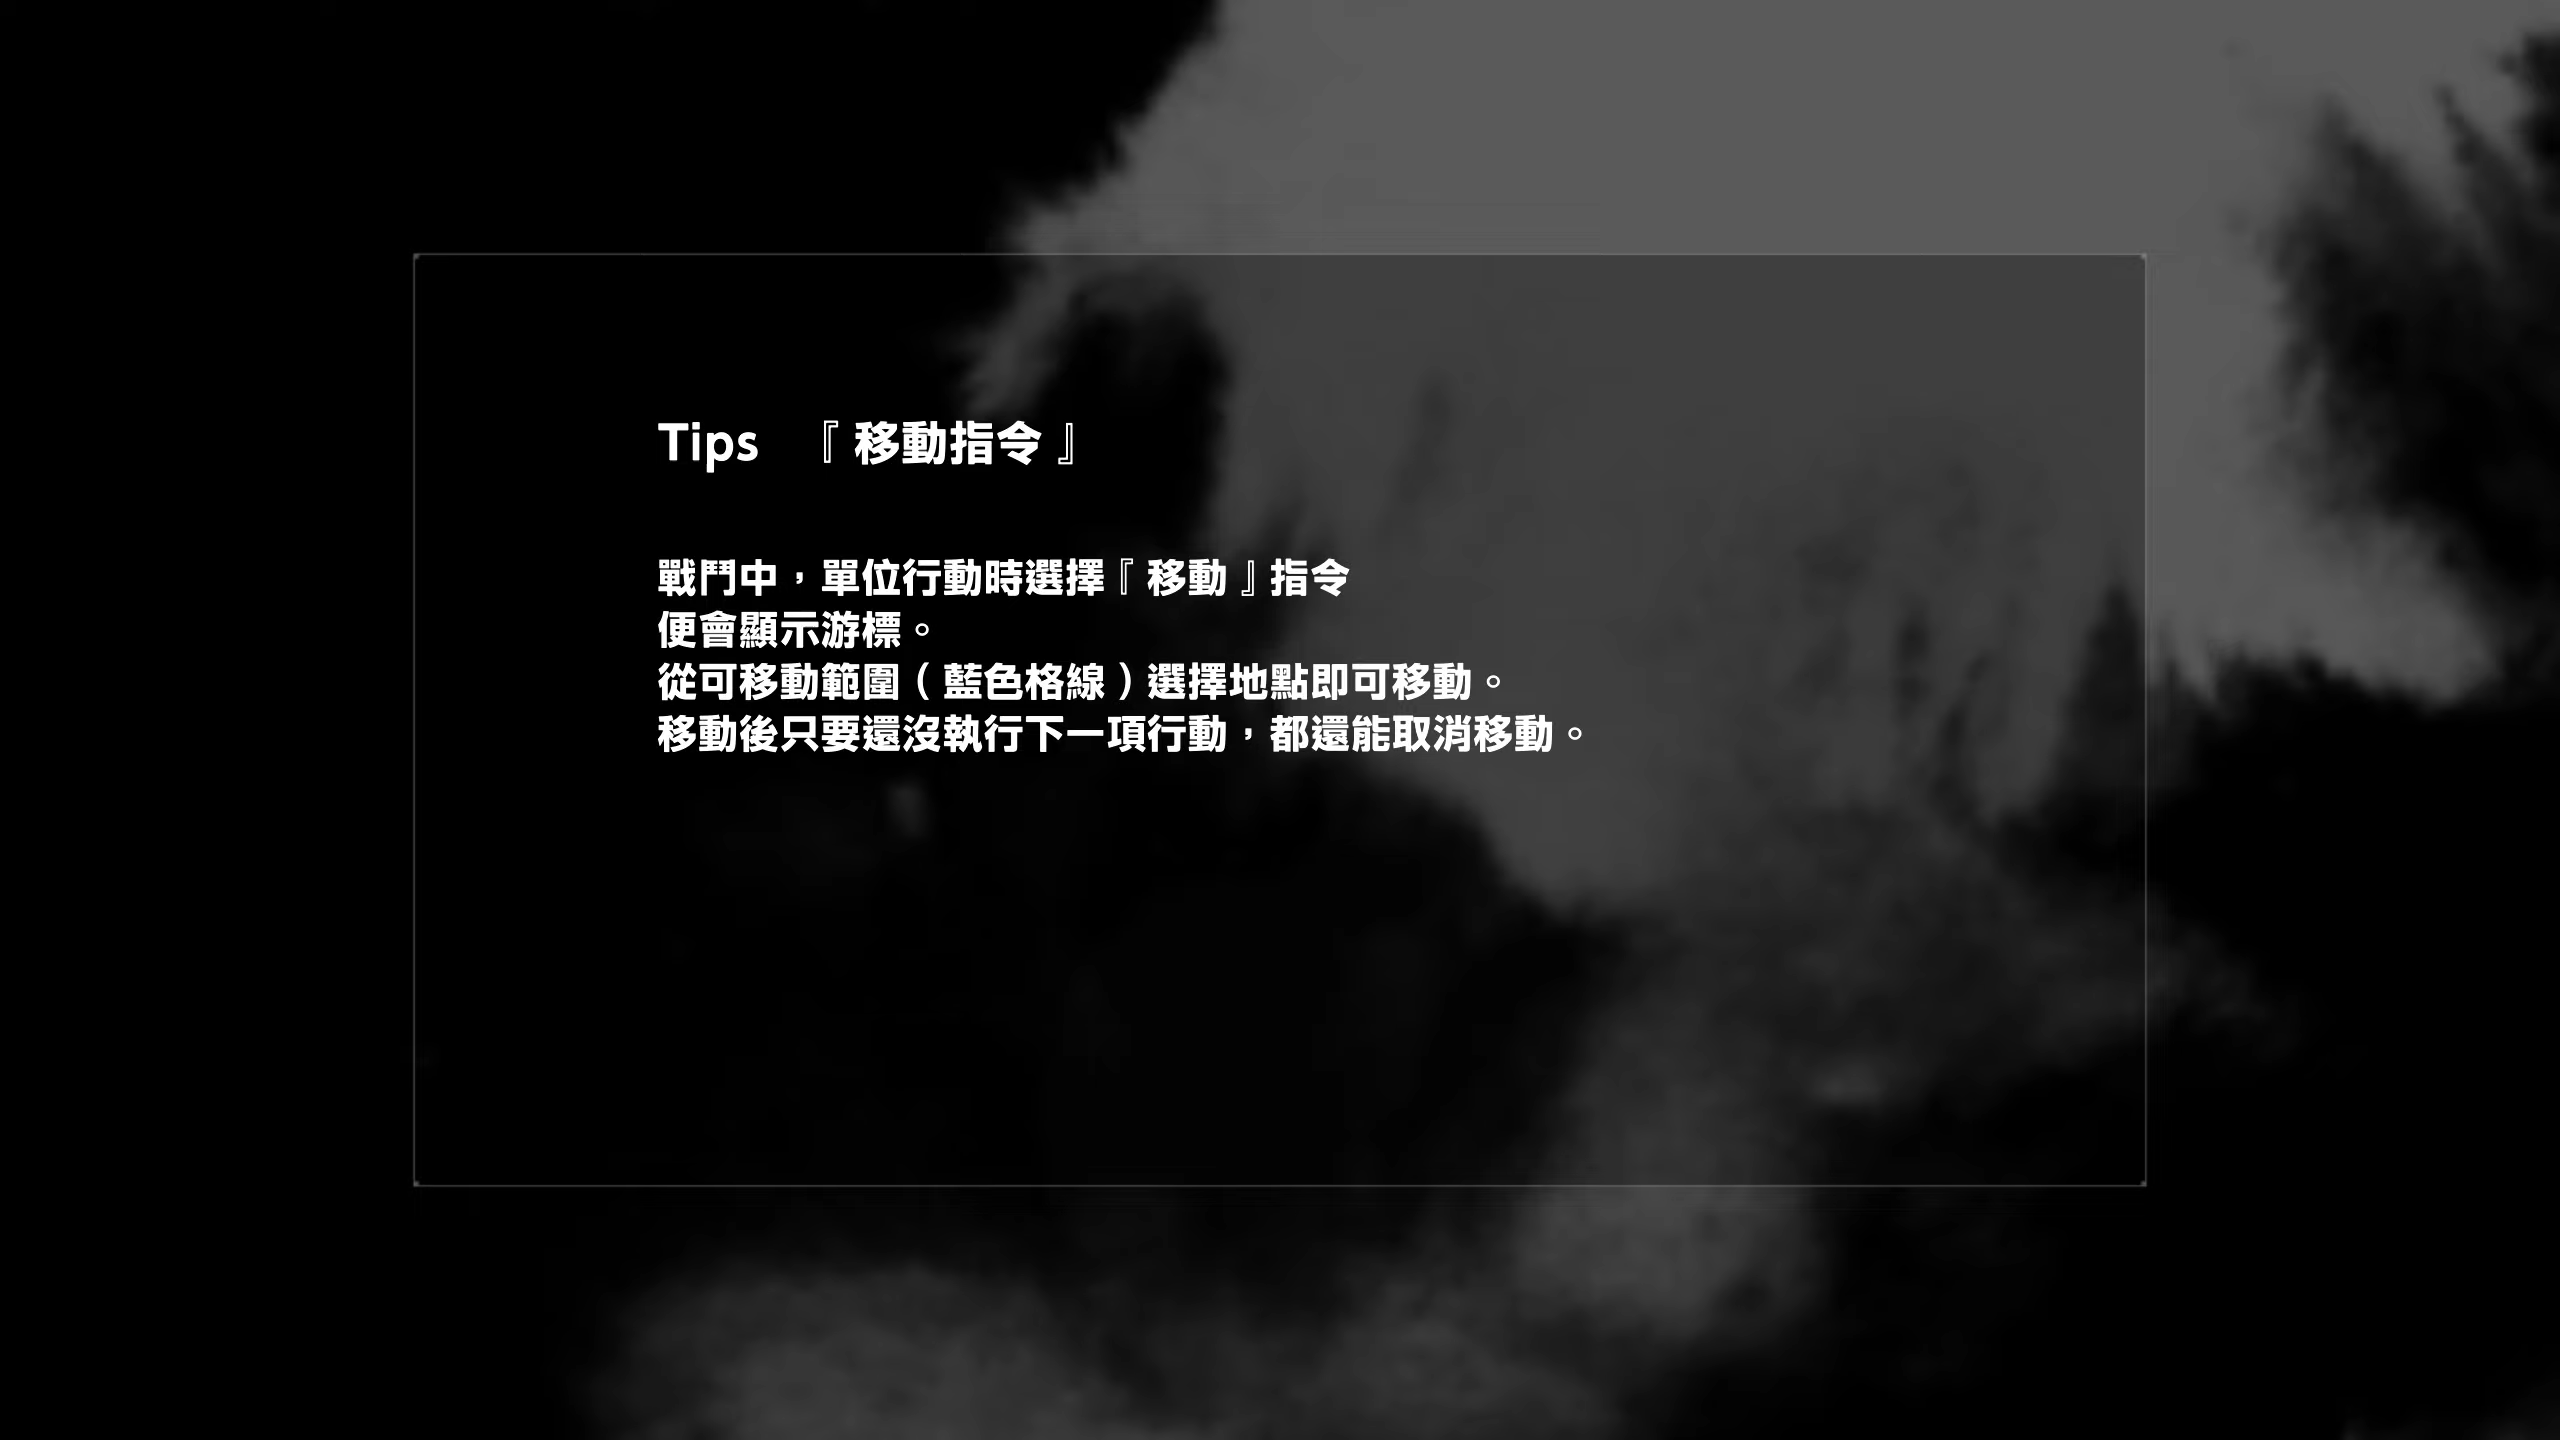 Tips 『移動指令』
戰鬥中，單位行動時選擇『移動』指令
便會顯示游標。
從可移動範圍（藍色格線）選擇地點即可移動。
移動後只要還沒執行下一項行動，都還能取消移動。